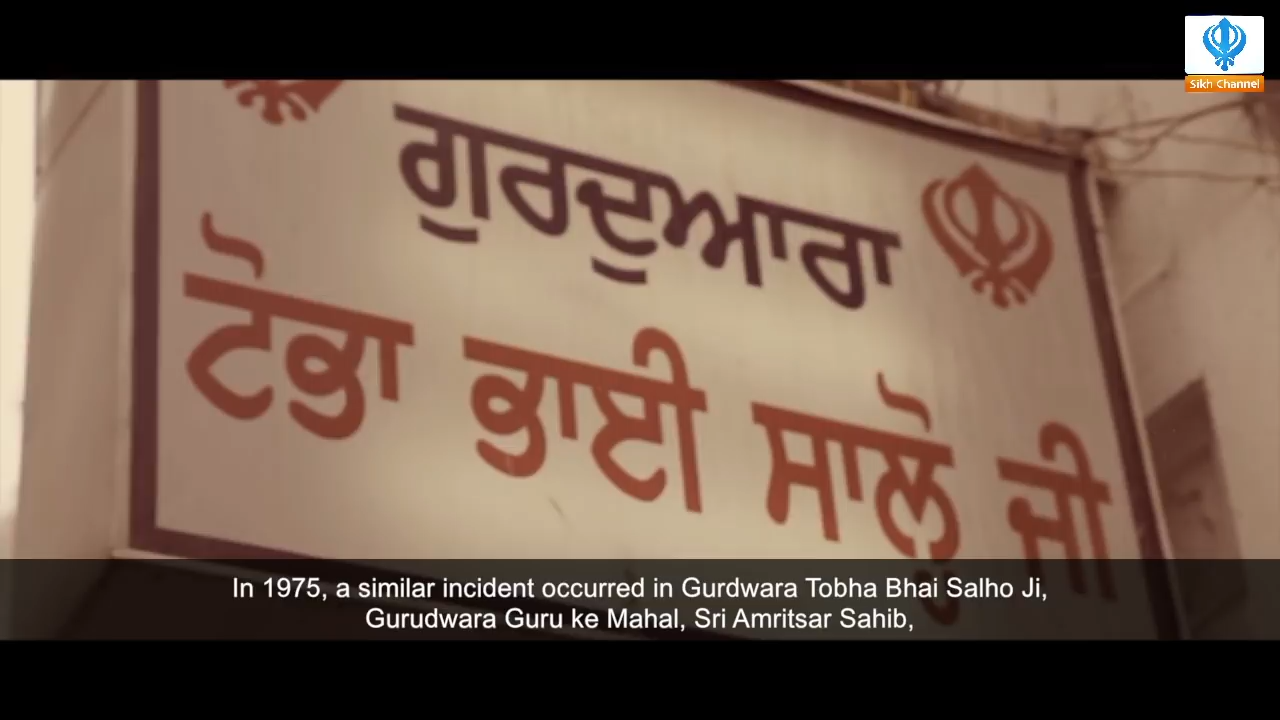 Sikh Channel
ਗੁਰਦੁਆਰਾ
ਟੋਭਾ ਭਾਈ ਸਾਲ੍ਹੋ ਜੀ
In 1975, a similar incident occurred in Gurdwara Tobha Bhai Salho Ji,
Gurudwara Guru ke Mahal, Sri Amritsar Sahib,